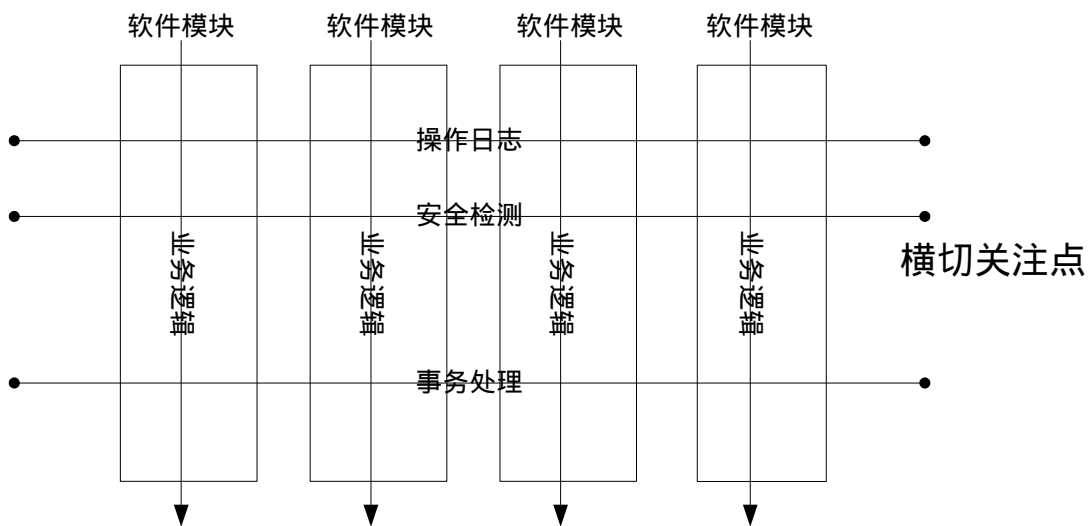 软件模块 软件模块 软件模块 软件模块
操作日志
安全检测
业务逻辑 业务逻辑 业务逻辑 业务逻辑
横切关注点
事务处理